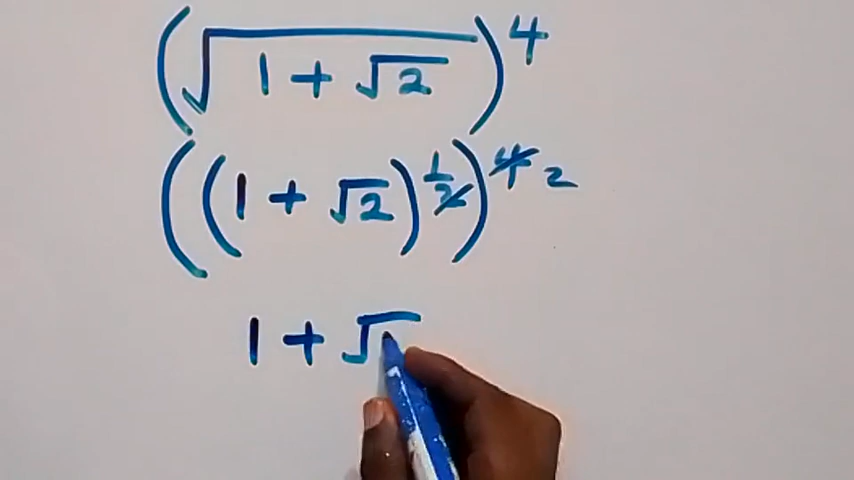 (√(1 + √2))4
((1 + √2)1/2)4 2
1 + √